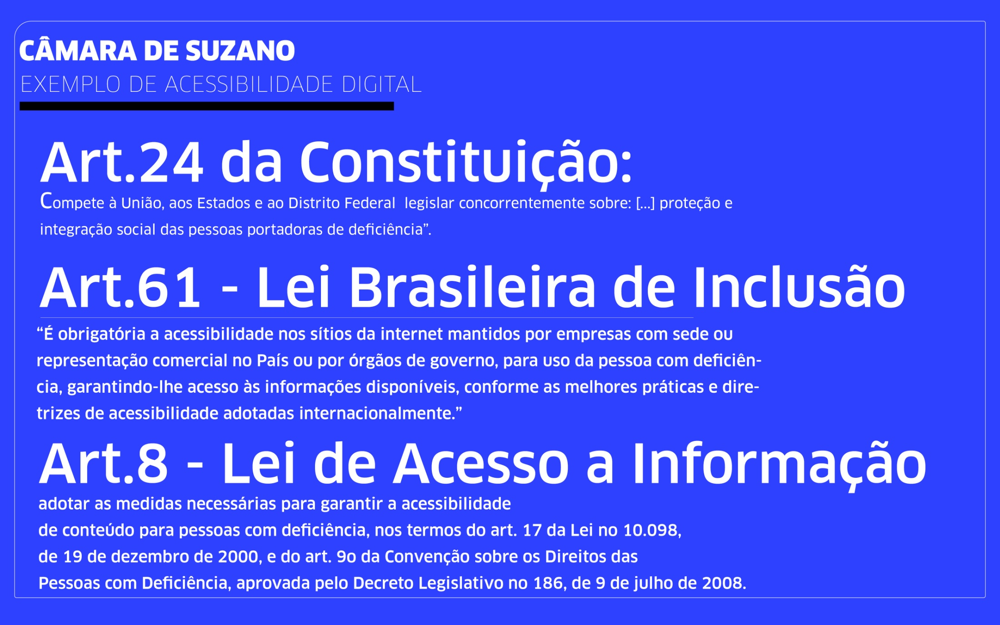 CÂMARA DE SUZANO
EXEMPLO DE ACESSIBILIDADE DIGITAL
Art.24 da Constituição:
Compete à União, aos Estados e ao Distrito Federal  legislar concorrentemente sobre: [...] proteção e
integração social das pessoas portadoras de deficiência”.
Art.61 - Lei Brasileira de Inclusão
“É obrigatória a acessibilidade nos sítios da internet mantidos por empresas com sede ou
representação comercial no País ou por órgãos de governo, para uso da pessoa com deficiên-
cia, garantindo-lhe acesso às informações disponíveis, conforme as melhores práticas e dire-
trizes de acessibilidade adotadas internacionalmente.”
Art.8 - Lei de Acesso a Informação
adotar as medidas necessárias para garantir a acessibilidade
de conteúdo para pessoas com deficiência, nos termos do art. 17 da Lei no 10.098,
de 19 de dezembro de 2000, e do art. 9o da Convenção sobre os Direitos das
Pessoas com Deficiência, aprovada pelo Decreto Legislativo no 186, de 9 de julho de 2008.